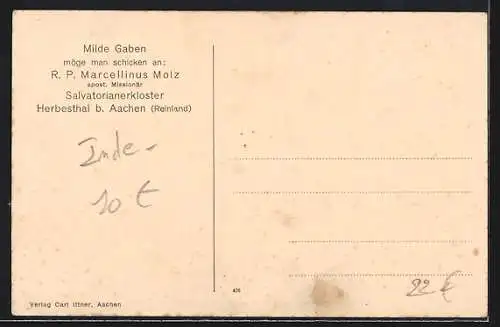 Milde Gaben
möge man schicken an:
R. P. Marcellinus Molz
apost. Missionär
Salvatorianerkloster
Herbesthal b. Aachen (Reinland)
Inde -
10 t
22 €
Verlag Carl Ittner, Aachen